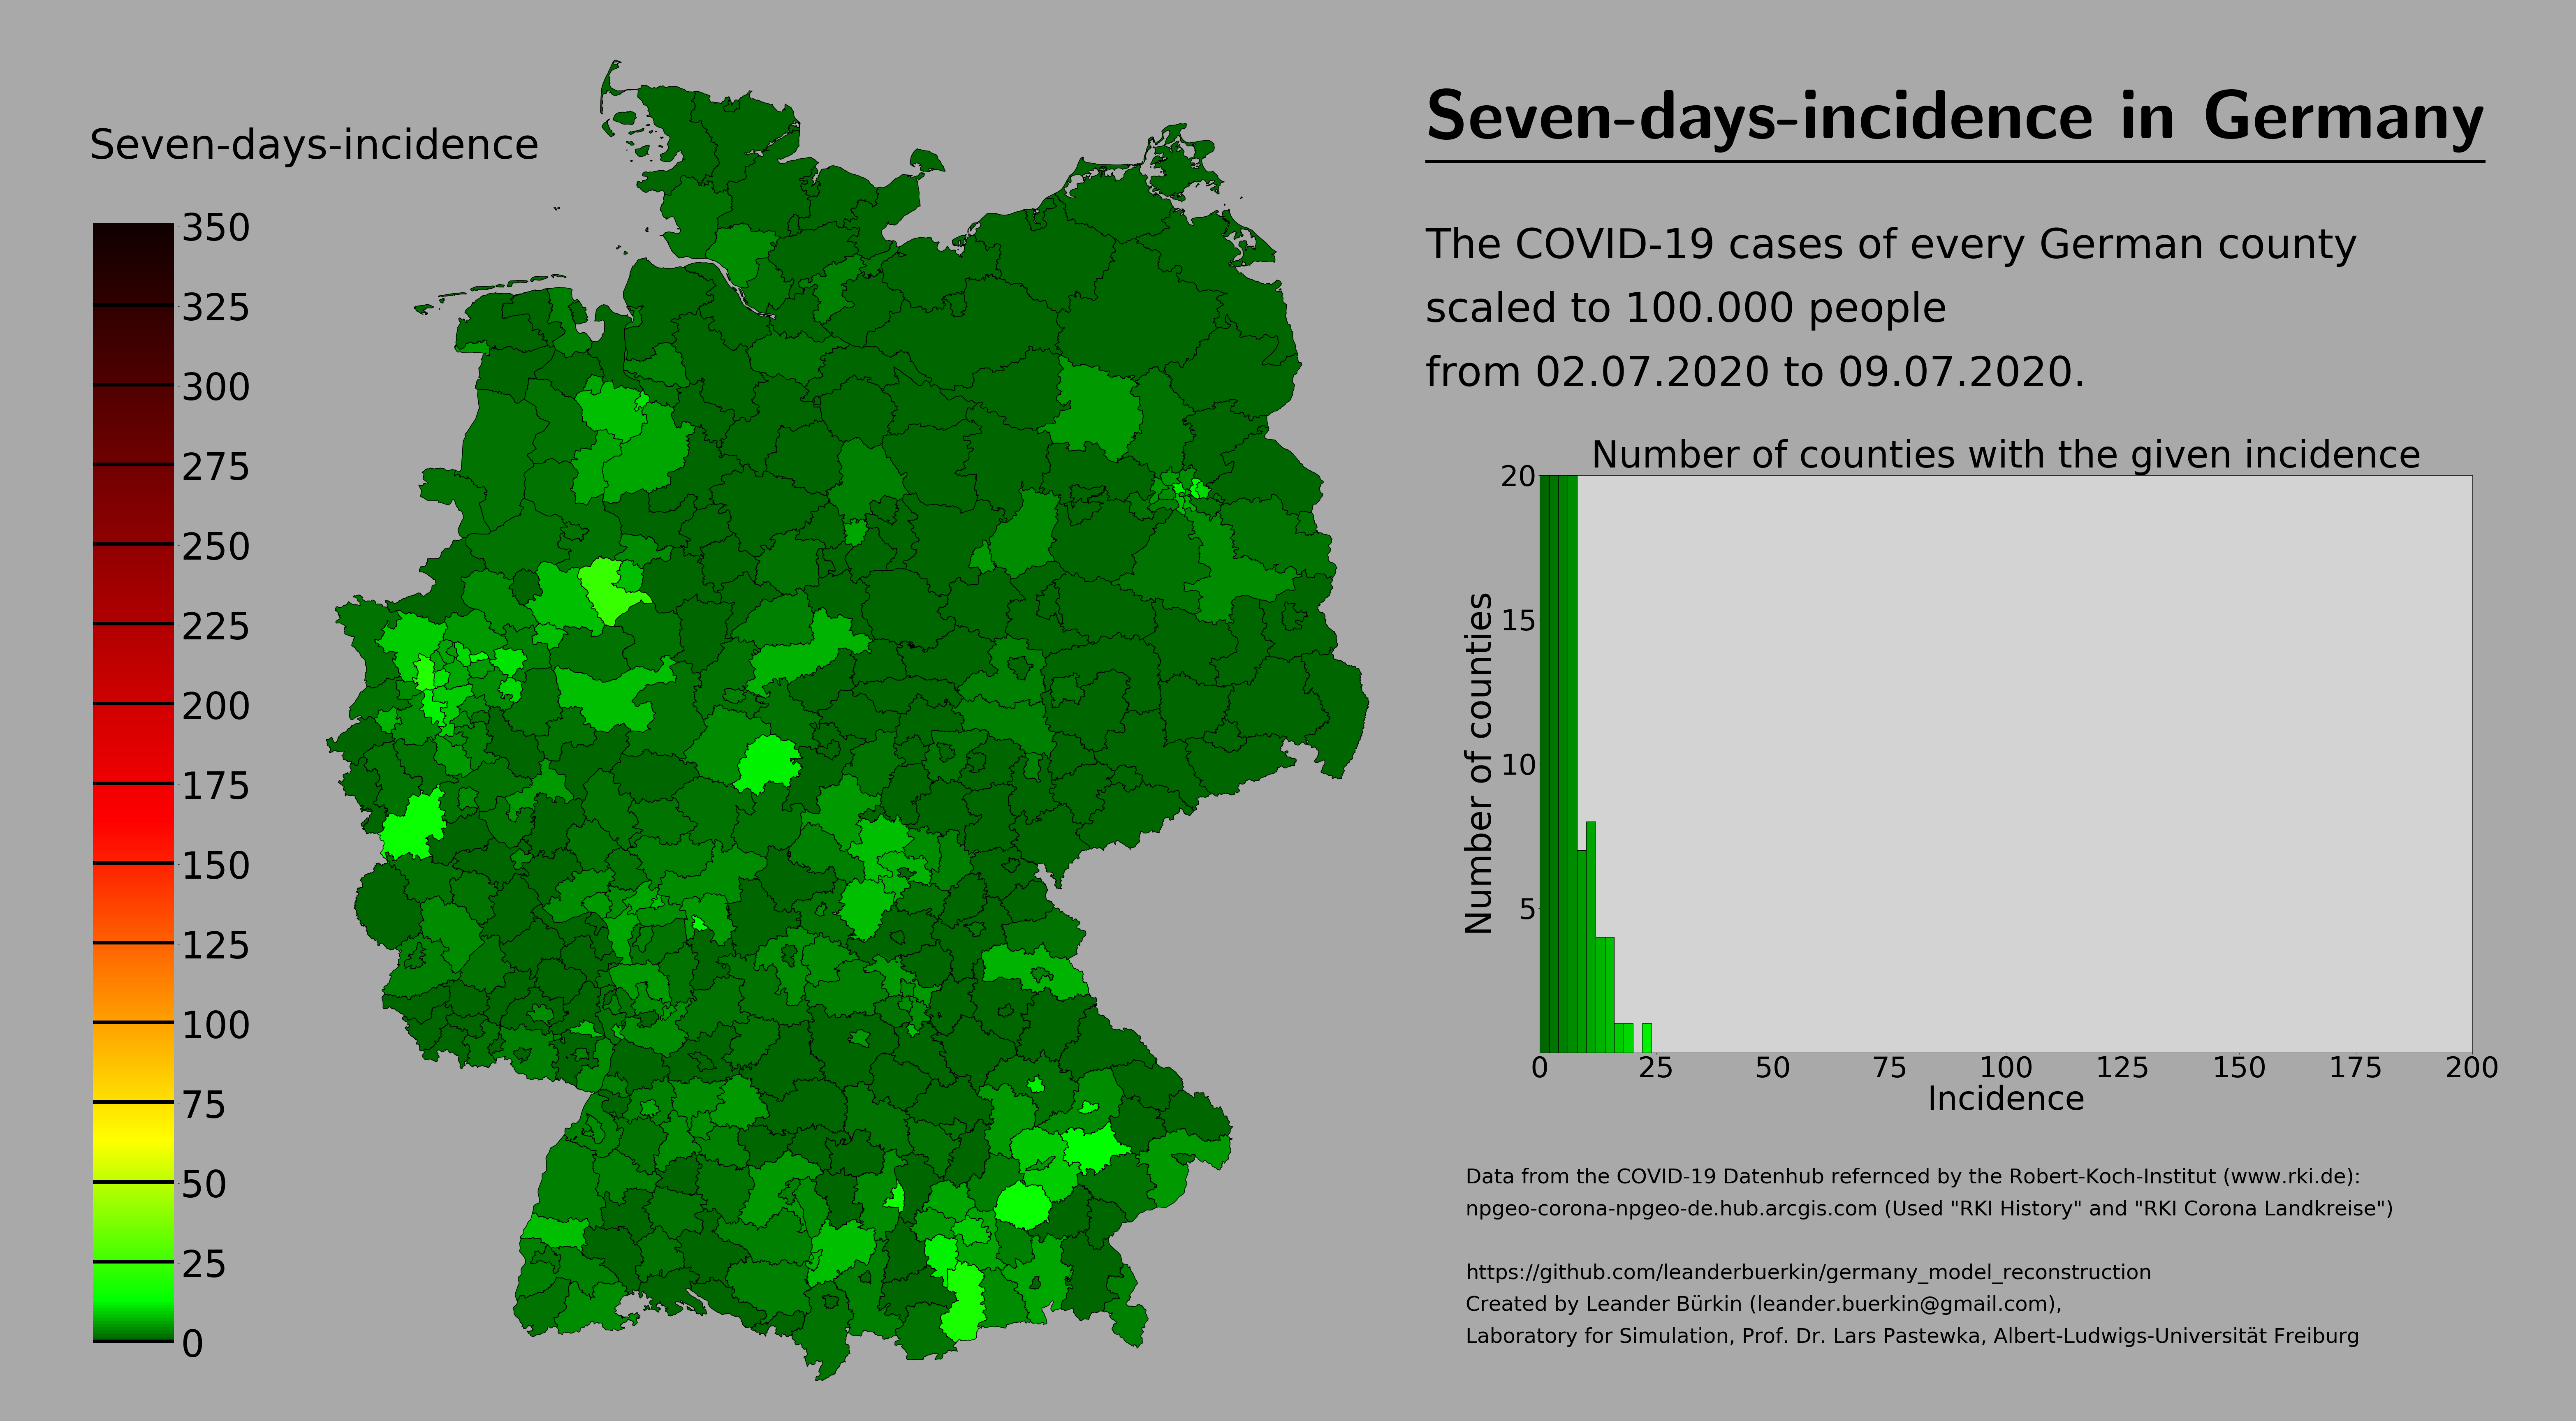 Seven-days-incidence
350
325
300
275
250
225
200
175
150
125
100
75
50
25
0
Seven-days-incidence in Germany
The COVID-19 cases of every German county
scaled to 100.000 people
from 02.07.2020 to 09.07.2020.
Number of counties with the given incidence
Number of counties
20
15
10
5
0 25 50 75 100 125 150 175 200
Incidence
Data from the COVID-19 Datenhub refernced by the Robert-Koch-Institut (www.rki.de):
npgeo-corona-npgeo-de.hub.arcgis.com (Used "RKI History" and "RKI Corona Landkreise")
https://github.com/leanderbuerkin/germany_model_reconstruction
Created by Leander Bürkin (leander.buerkin@gmail.com),
Laboratory for Simulation, Prof. Dr. Lars Pastewka, Albert-Ludwigs-Universität Freiburg